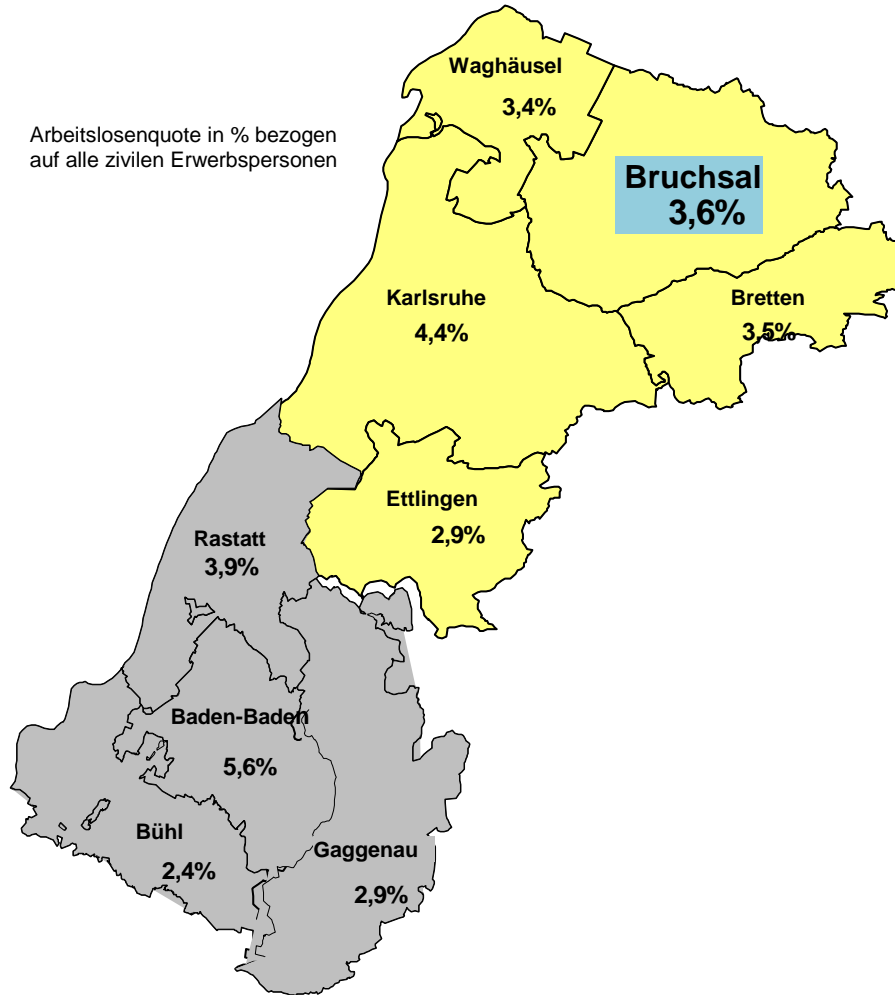 Waghäusel
3,4%
Arbeitslosenquote in % bezogen
auf alle zivilen Erwerbspersonen
Bruchsal
3,6%
Karlsruhe
4,4%
Bretten
3,5%
Ettlingen
2,9%
Rastatt
3,9%
Baden-Baden
5,6%
Bühl
2,4%
Gaggenau
2,9%